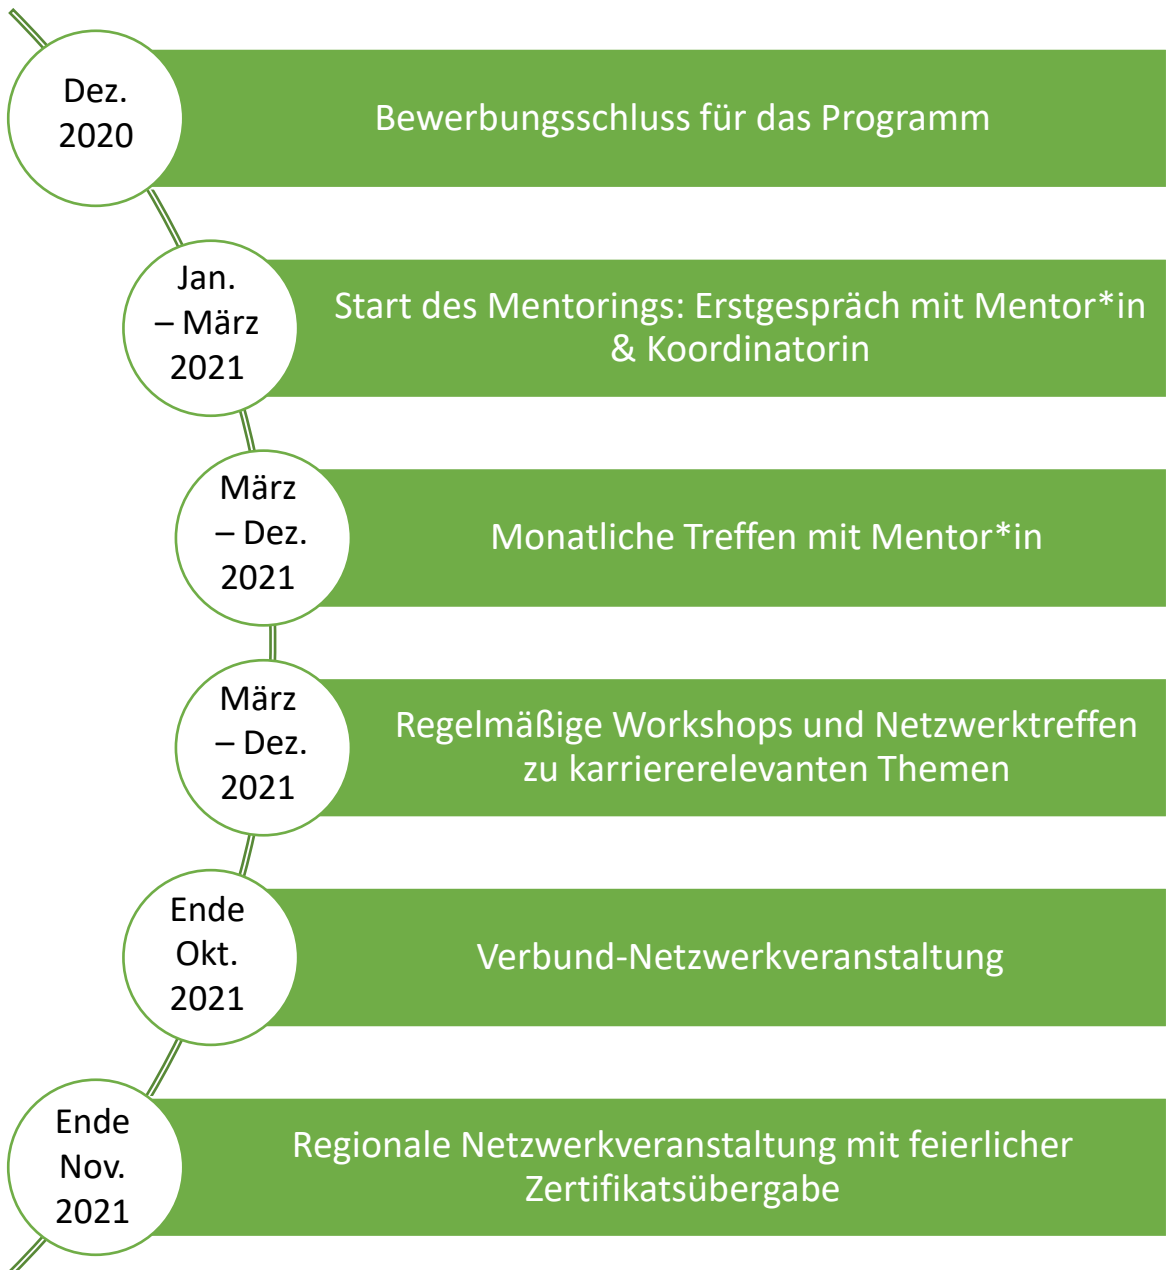 Dez.
2020
Bewerbungsschluss für das Programm
Jan.
– März
2021
Start des Mentorings: Erstgespräch mit Mentor*in
& Koordinatorin
März
– Dez.
2021
Monatliche Treffen mit Mentor*in
März
– Dez.
2021
Regelmäßige Workshops und Netzwerktreffen
zu karriererelevanten Themen
Ende
Okt.
2021
Verbund-Netzwerkveranstaltung
Ende
Nov.
2021
Regionale Netzwerkveranstaltung mit feierlicher
Zertifikatsübergabe